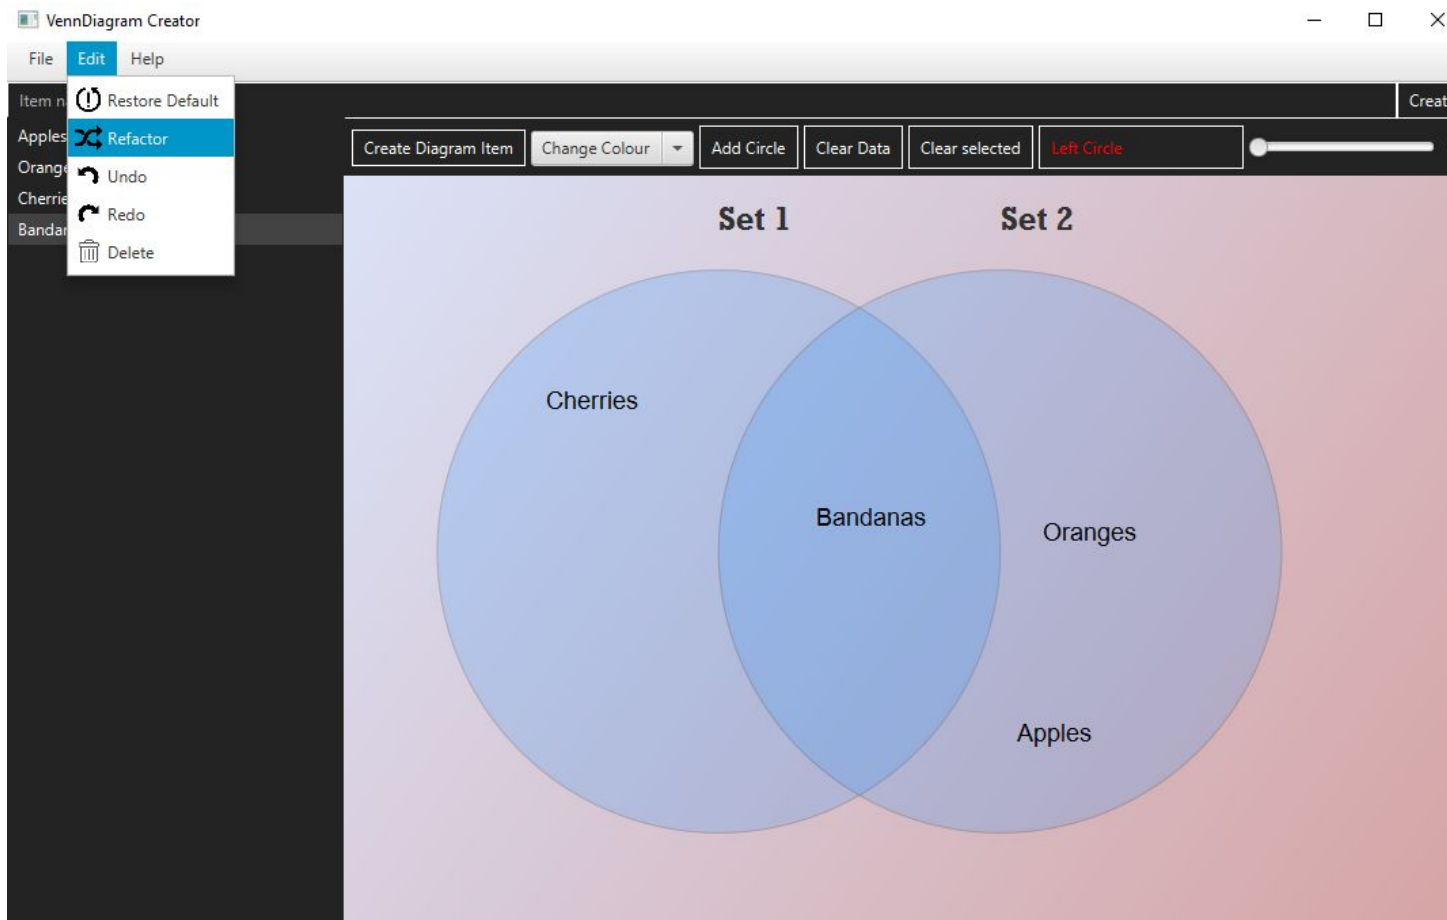 VennDiagram Creator
File Edit Help
Item n
Creat
Restore Default
Refactor
Undo
Redo
Delete
Apples
Orange
Cherrie
Bandar
Create Diagram Item Change Colour Add Circle Clear Data Clear selected Left Circle
Set 1 Set 2
Cherries
Bandanas
Oranges
Apples